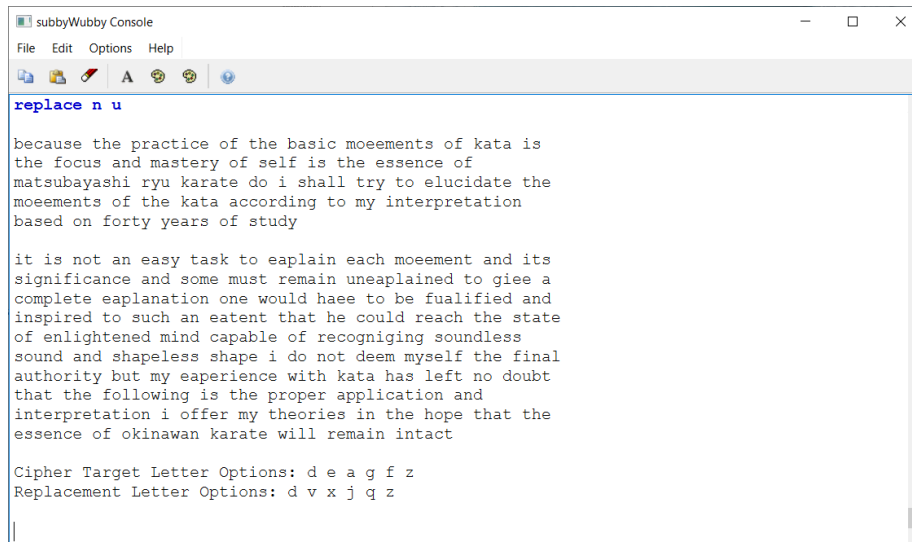 subbyWubby Console
File Edit Options Help
A
replace n u
because the practice of the basic moeements of kata is
the focus and mastery of self is the essence of
matsubayashi ryu karate do i shall try to elucidate the
moeements of the kata according to my interpretation
based on forty years of study
it is not an easy task to eaplain each moeement and its
significance and some must remain uneaplained to giee a
complete eaplanation one would haee to be fualified and
inspired to such an eatent that he could reach the state
of enlightened mind capable of recogniging soundless
sound and shapeless shape i do not deem myself the final
authority but my eaperience with kata has left no doubt
that the following is the proper application and
interpretation i offer my theories in the hope that the
essence of okinawan karate will remain intact
Cipher Target Letter Options: d e a g f z
Replacement Letter Options: d v x j q z